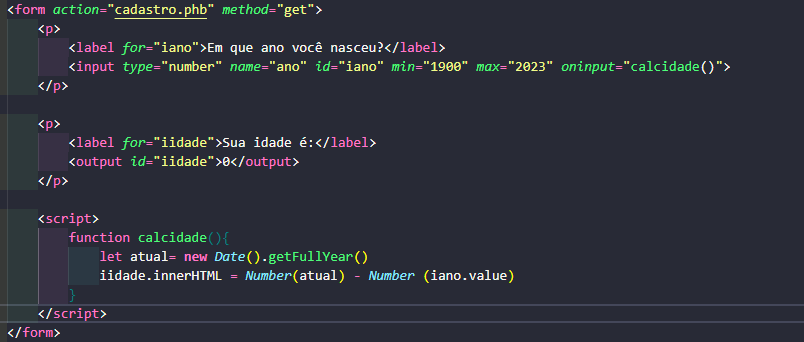 <form action="cadastro.phb" method="get">
<p>
<label for="iano">Em que ano você nasceu?</label>
<input type="number" name="ano" id="iano" min="1900" max="2023" oninput="calcidade()">
</p>
<p>
<label for="iidade">Sua idade é:</label>
<output id="iidade">0</output>
</p>
<script>
function calcidade(){
let atual= new Date().getFullYear()
iidade.innerHTML = Number(atual) - Number (iano.value)
}
</script>
</form>